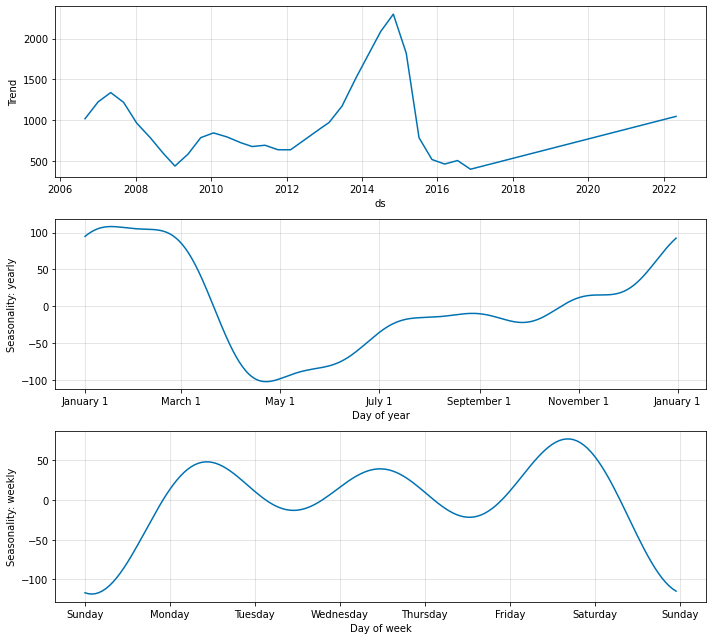 Trend
2000
1500
1000
500
2006 2008 2010 2012 2014 2016 2018 2020 2022
ds
Seasonality: yearly
100
50
0
−50
−100
January 1 March 1 May 1 July 1 September 1 November 1 January 1
Day of year
Seasonality: weekly
50
0
−50
−100
Sunday Monday Tuesday Wednesday Thursday Friday Saturday Sunday
Day of week